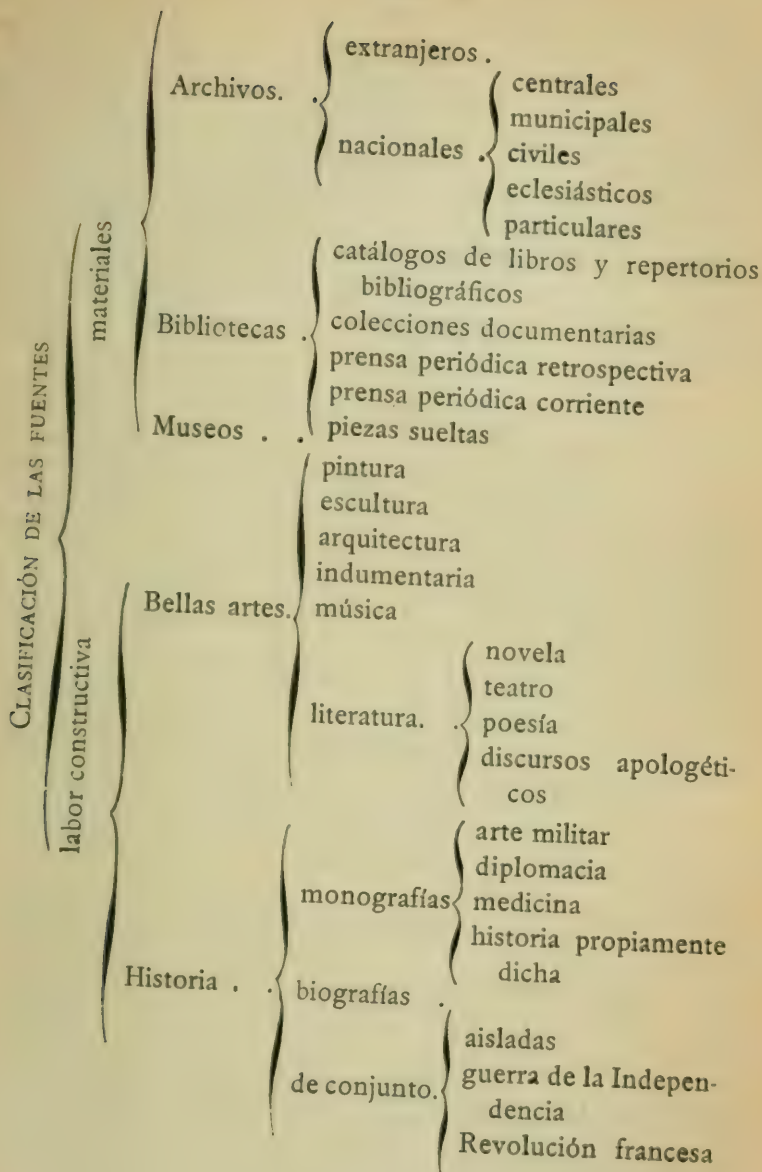 CLASIFICACIÓN DE LAS FUENTES
materiales
Archivos. .
extranjeros .
nacionales .
centrales
municipales
civiles
eclesiásticos
particulares
Bibliotecas .
catálogos de libros y repertorios
bibliográficos
colecciones documentarias
prensa periódica retrospectiva
prensa periódica corriente
Museos . .
piezas sueltas
labor constructiva
Bellas artes.
pintura
escultura
arquitectura
indumentaria
música
literatura. .
novela
teatro
poesía
discursos apologéti-
cos
Historia . .
monografías
arte militar
diplomacia
medicina
historia propiamente
dicha
biografías .
de conjunto.
aisladas
guerra de la Indepen-
dencia
Revolución francesa